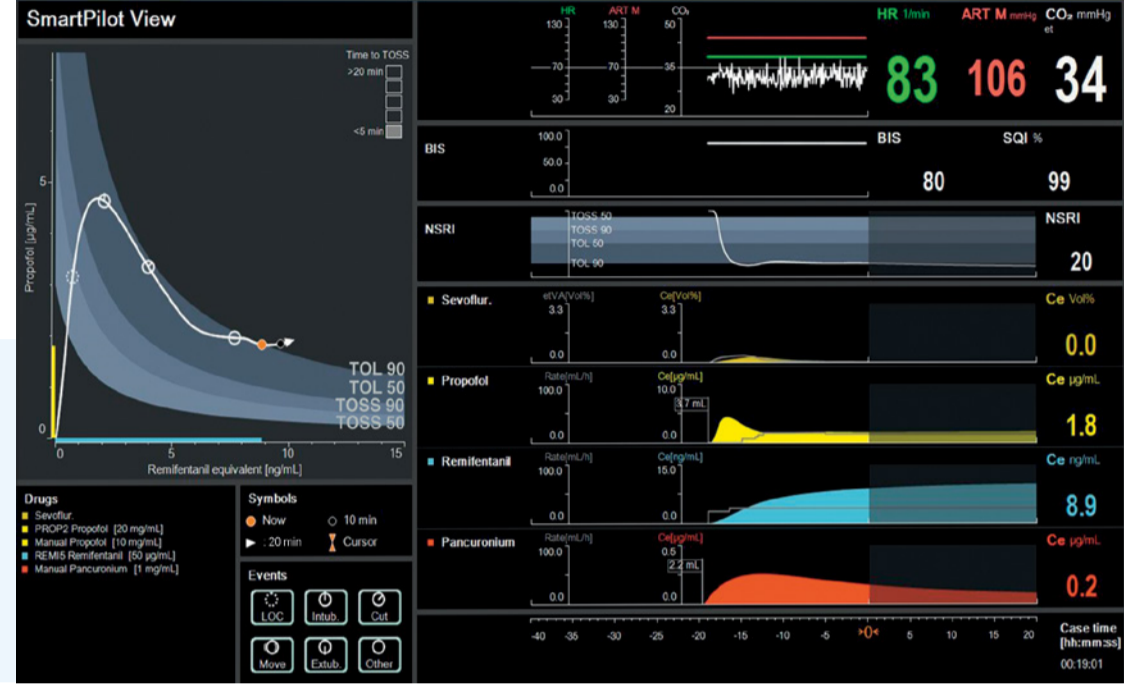 SmartPilot View
Time to TOSS
>20 min
<5 min
Propofol [µg/mL]
5
0
TOL 90
TOL 50
TOSS 90
TOSS 50
0 5 10 15
Remifentanil equivalent [ng/mL]
Drugs
Sevoflur.
PROP2 Propofol [20 mg/mL]
Manual Propofol [10 mg/mL]
REMI5 Remifentanil [50 µg/mL]
Manual Pancuronium [1 mg/mL]
Symbols
Now 10 min
: 20 min Cursor
Events
LOC Intub. Cut
Move Extub. Other
HR ART M CO₂
130 130 50
70 70 35
30 30 20
HR 1/min ART M mmHg CO₂ mmHg
et
83 106 34
BIS
100.0
50.0
0.0
BIS SQI %
80 99
NSRI
TOSS 50
TOSS 90
TOL 50
TOL 90
NSRI
20
Sevoflur.
etVA[Vol%] Ce[Vol%]
3.3 3.3
0.0 0.0
Ce Vol%
0.0
Propofol
Rate[mL/h] Ce[µg/mL]
100.0 10.0
3.7 mL
0.0 0.0
Ce µg/mL
1.8
Remifentanil
Rate[mL/h] Ce[ng/mL]
100.0 15.0
0.0 0.0
Ce ng/mL
8.9
Pancuronium
Rate[mL/h] Ce[µg/mL]
100.0 0.5
2.2 mL
0.0 0.0
Ce µg/mL
0.2
-40 -35 -30 -25 -20 -15 -10 -5 >0< 5 10 15 20
Case time
[hh:mm:ss]
00:19:01